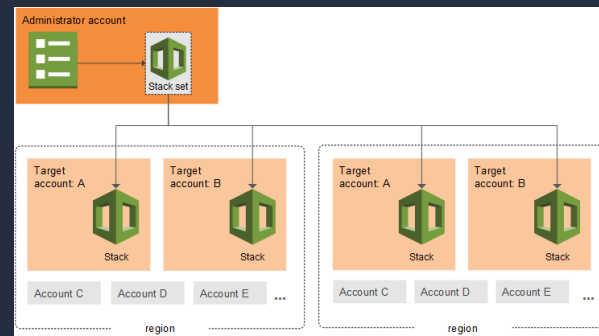 Administrator account
Stack set
Target
account: A
Stack
Target
account: B
Stack
Account C
Account D
Account E
...
region
Target
account: A
Stack
Target
account: B
Stack
Account C
Account D
Account E
...
region